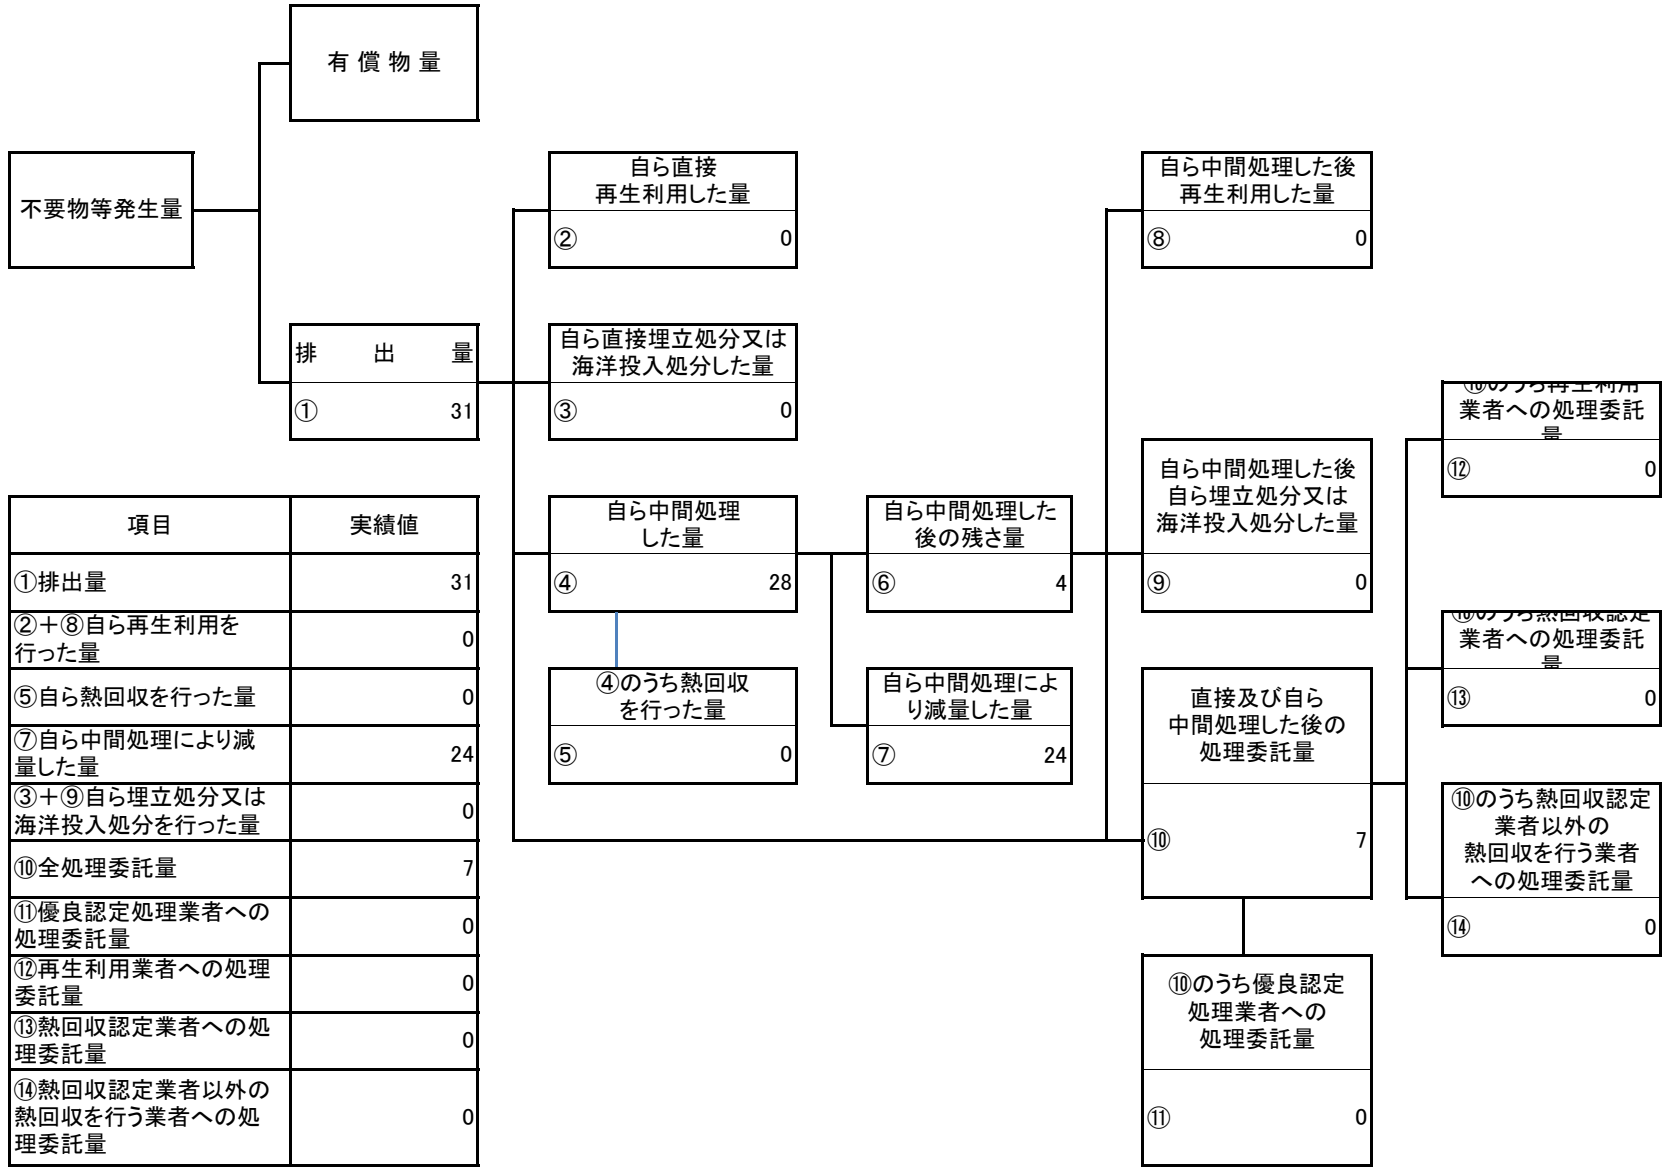 有償物量
不要物等発生量
自ら直接
再生利用した量
② 0
自ら中間処理した後
再生利用した量
⑧ 0
排出量
① 31
自ら直接埋立処分又は
海洋投入処分した量
③ 0
⑩のうち再生利用
業者への処理委託
量
⑫ 0
自ら中間処理
した量
④ 28
自ら中間処理した
後の残さ量
⑥ 4
自ら中間処理した後
自ら埋立処分又は
海洋投入処分した量
⑨ 0
⑩のうち熱回収認定
業者への処理委託
量
⑬ 0
④のうち熱回収
を行った量
⑤ 0
自ら中間処理によ
り減量した量
⑦ 24
直接及び自ら
中間処理した後の
処理委託量
⑩ 7
⑩のうち熱回収認定
業者以外の
熱回収を行う業者
への処理委託量
⑭ 0
⑩のうち優良認定
処理業者への
処理委託量
⑪ 0
項目 実績値
①排出量 31
②＋⑧自ら再生利用を
行った量 0
⑤自ら熱回収を行った量 0
⑦自ら中間処理により減
量した量 24
③＋⑨自ら埋立処分又は
海洋投入処分を行った量 0
⑩全処理委託量 7
⑪優良認定処理業者への
処理委託量 0
⑫再生利用業者への処理
委託量 0
⑬熱回収認定業者への処
理委託量 0
⑭熱回収認定業者以外の
熱回収を行う業者への処
理委託量 0